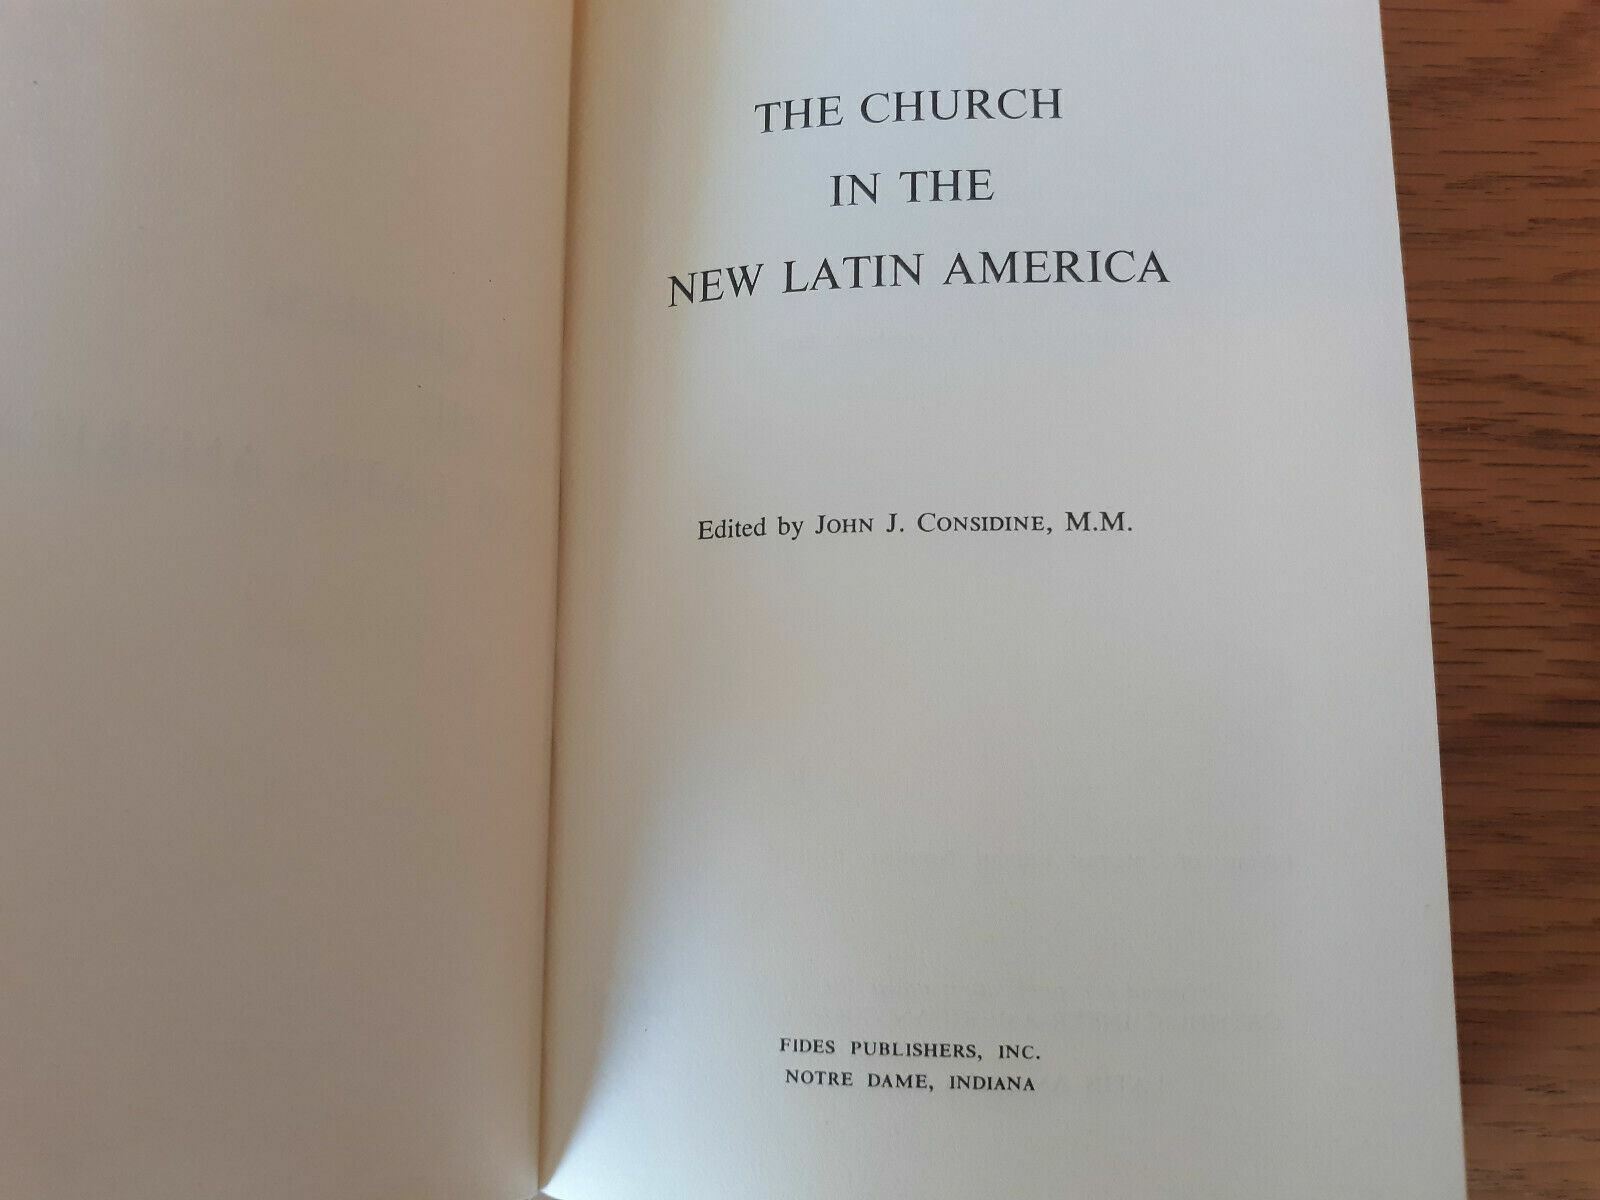 THE CHURCH
IN THE
NEW LATIN AMERICA
Edited by JOHN J. CONSIDINE, M.M.
FIDES PUBLISHERS, INC.
NOTRE DAME, INDIANA